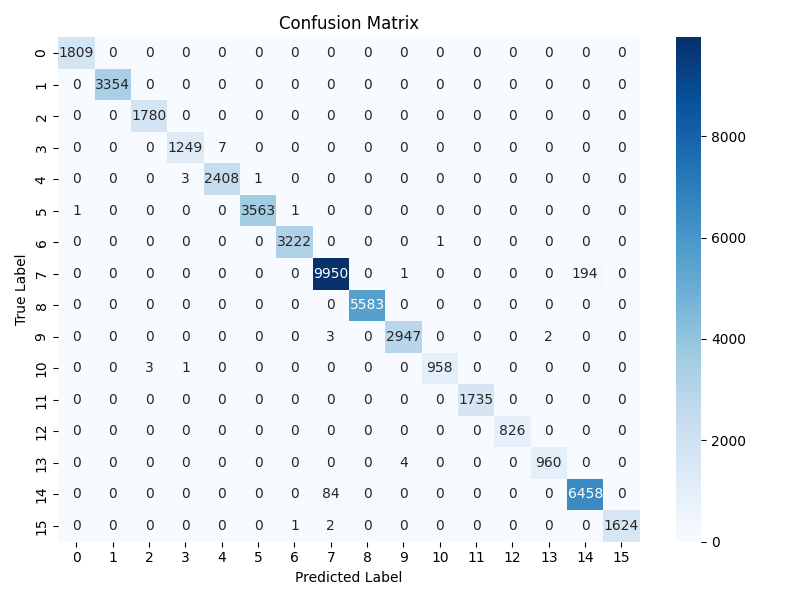 Confusion Matrix
0 1809 0 0 0 0 0 0 0 0 0 0 0 0 0 0 0
1 0 3354 0 0 0 0 0 0 0 0 0 0 0 0 0 0
2 0 0 1780 0 0 0 0 0 0 0 0 0 0 0 0 0
3 0 0 0 1249 7 0 0 0 0 0 0 0 0 0 0 0
4 0 0 0 3 2408 1 0 0 0 0 0 0 0 0 0 0
5 1 0 0 0 0 3563 1 0 0 0 0 0 0 0 0 0
6 0 0 0 0 0 0 3222 0 0 0 1 0 0 0 0 0
7 0 0 0 0 0 0 0 9950 0 1 0 0 0 0 194 0
8 0 0 0 0 0 0 0 0 5583 0 0 0 0 0 0 0
9 0 0 0 0 0 0 0 3 0 2947 0 0 0 2 0 0
10 0 0 3 1 0 0 0 0 0 0 958 0 0 0 0 0
11 0 0 0 0 0 0 0 0 0 0 0 1735 0 0 0 0
12 0 0 0 0 0 0 0 0 0 0 0 0 826 0 0 0
13 0 0 0 0 0 0 0 0 0 4 0 0 0 960 0 0
14 0 0 0 0 0 0 0 84 0 0 0 0 0 0 6458 0
15 0 0 0 0 0 0 1 2 0 0 0 0 0 0 0 1624
0 1 2 3 4 5 6 7 8 9 10 11 12 13 14 15
Predicted Label
True Label
8000
6000
4000
2000
0